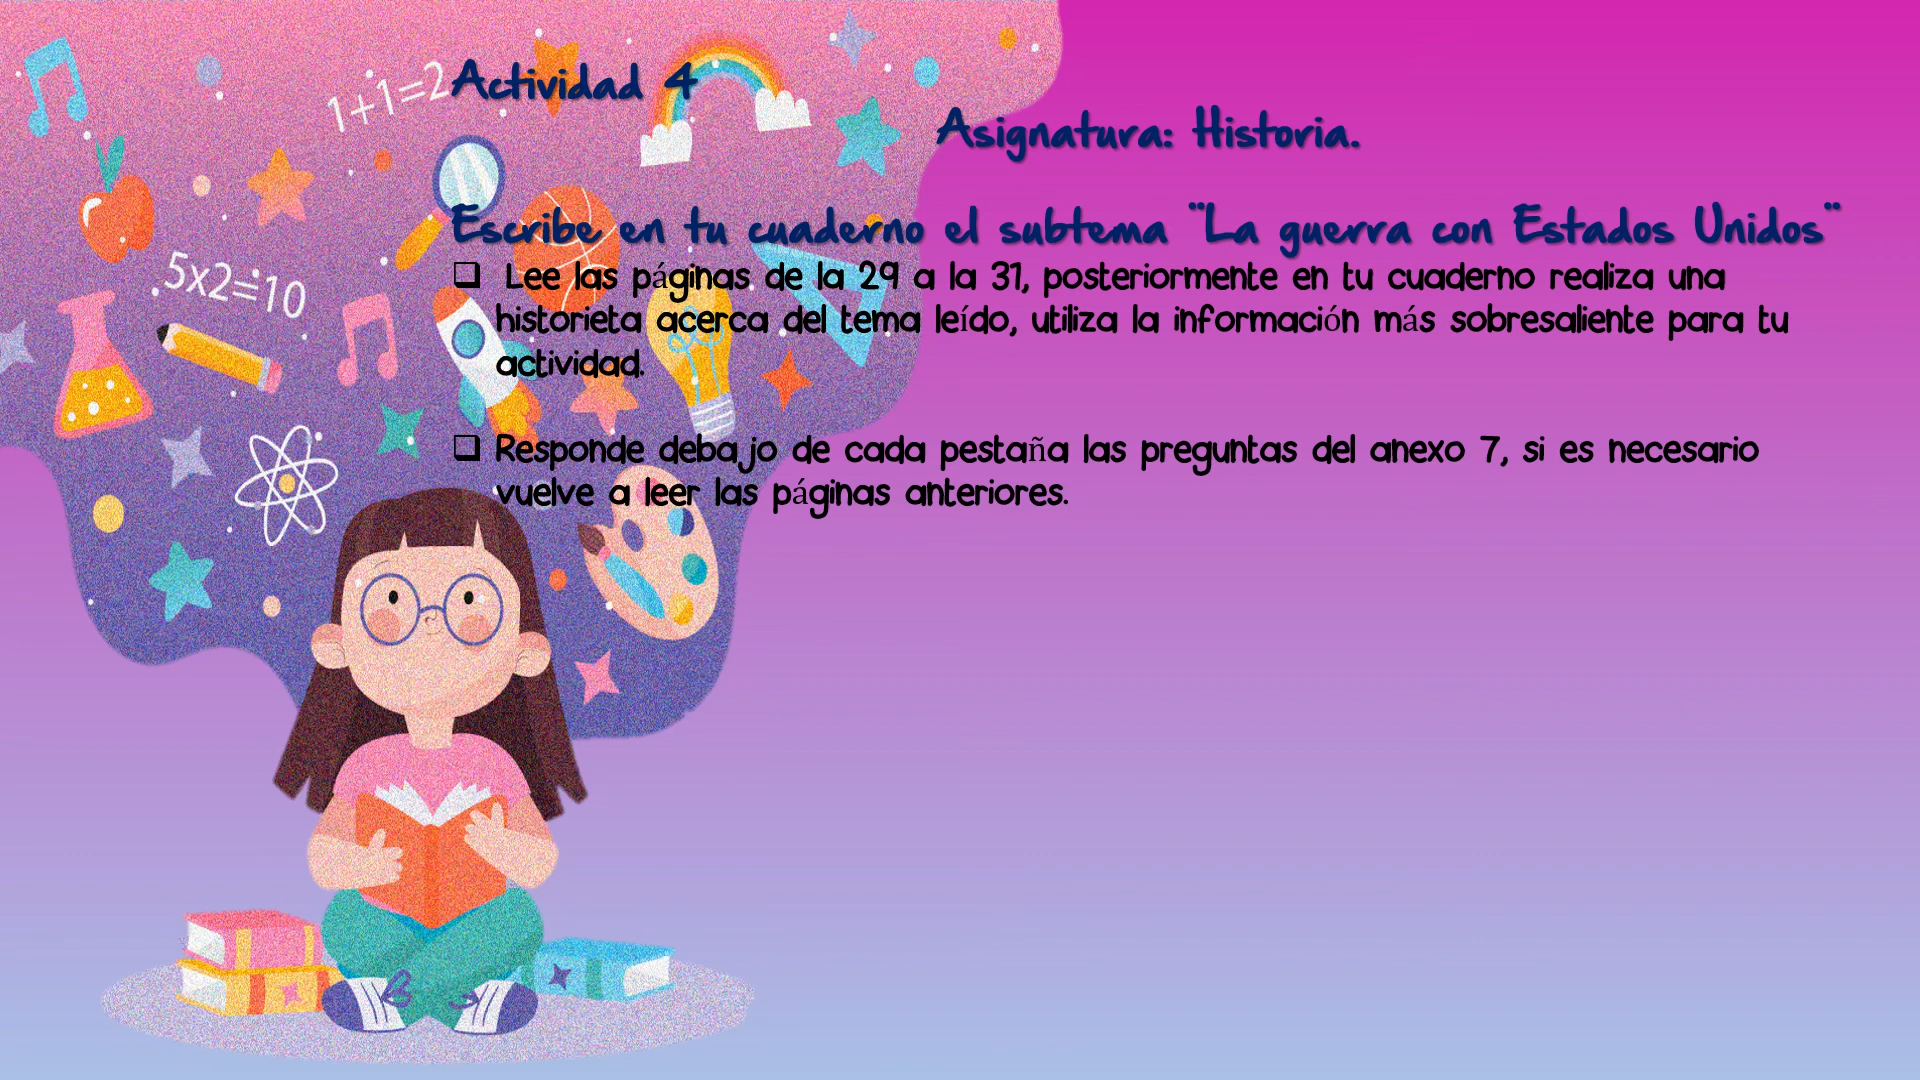 Actividad 4
1+1=2
Asignatura: Historia.
Escribe en tu cuaderno el subtema ¨La guerra con Estados Unidos¨
Lee las páginas de la 29 a la 31, posteriormente en tu cuaderno realiza una
historieta acerca del tema leído, utiliza la información más sobresaliente para tu
actividad.
5x2=10
Responde debajo de cada pestaña las preguntas del anexo 7, si es necesario
vuelve a leer las páginas anteriores.